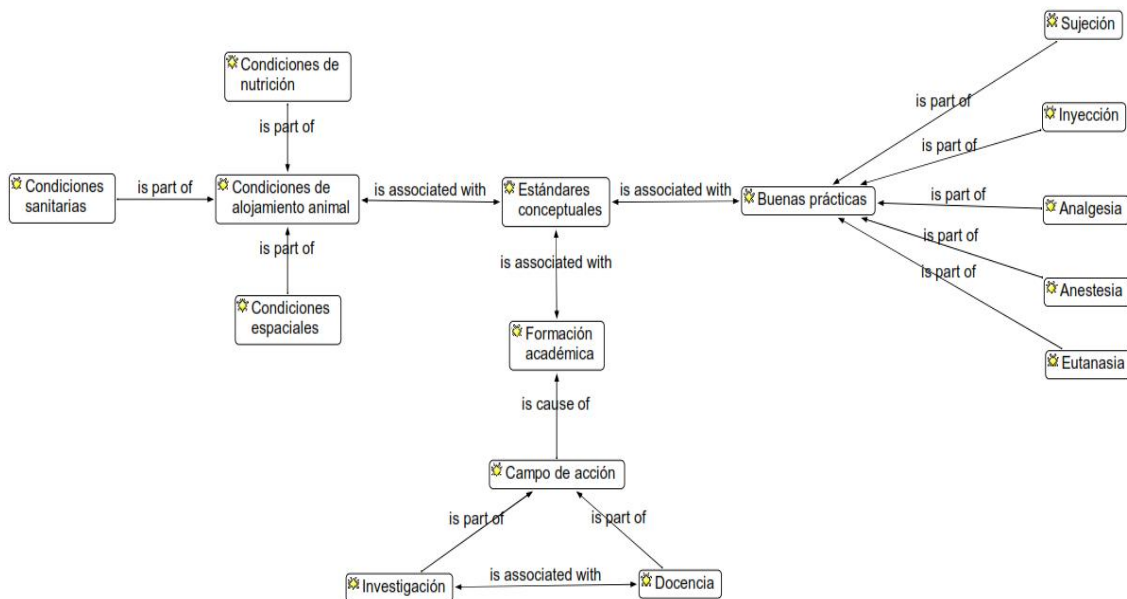 Sujeción
Condiciones de
nutrición
is part of
Inyección
is part of
is part of
Condiciones
sanitarias
is part of
Condiciones de
alojamiento animal
is associated with
Estándares
conceptuales
is associated with
Buenas prácticas
is part of
Analgesia
is part of
is part of
is associated with
is part of
Anestesia
Condiciones
espaciales
Formación
académica
Eutanasia
is cause of
Campo de acción
is part of
is part of
Investigación
is associated with
Docencia